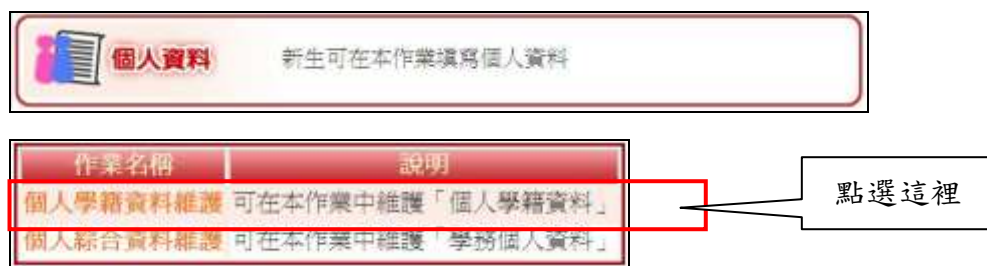 個人資料 新生可在本作業填寫個人資料
作業名稱 說明
個人學籍資料維護 可在本作業中維護「個人學籍資料」
點選這裡
個人綜合資料維護 可在本作業中維護「學務個人資料」